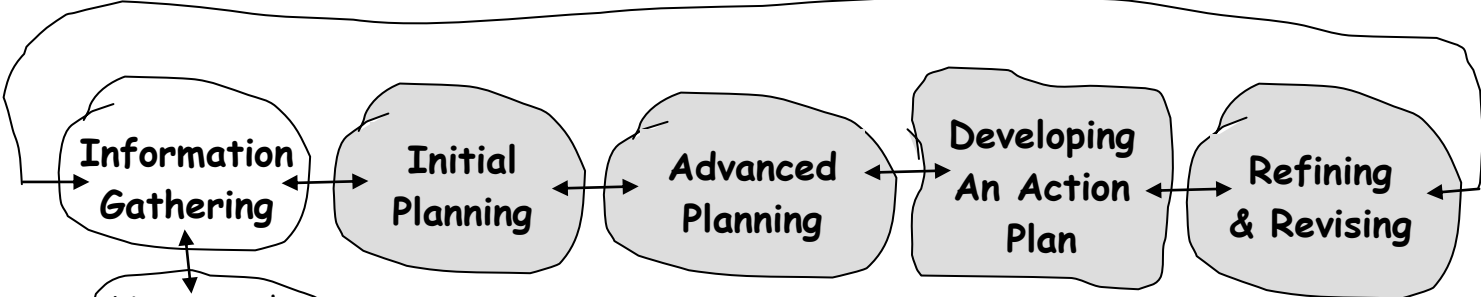 Information
Gathering
Initial
Planning
Advanced
Planning
Developing
An Action
Plan
Refining
& Revising